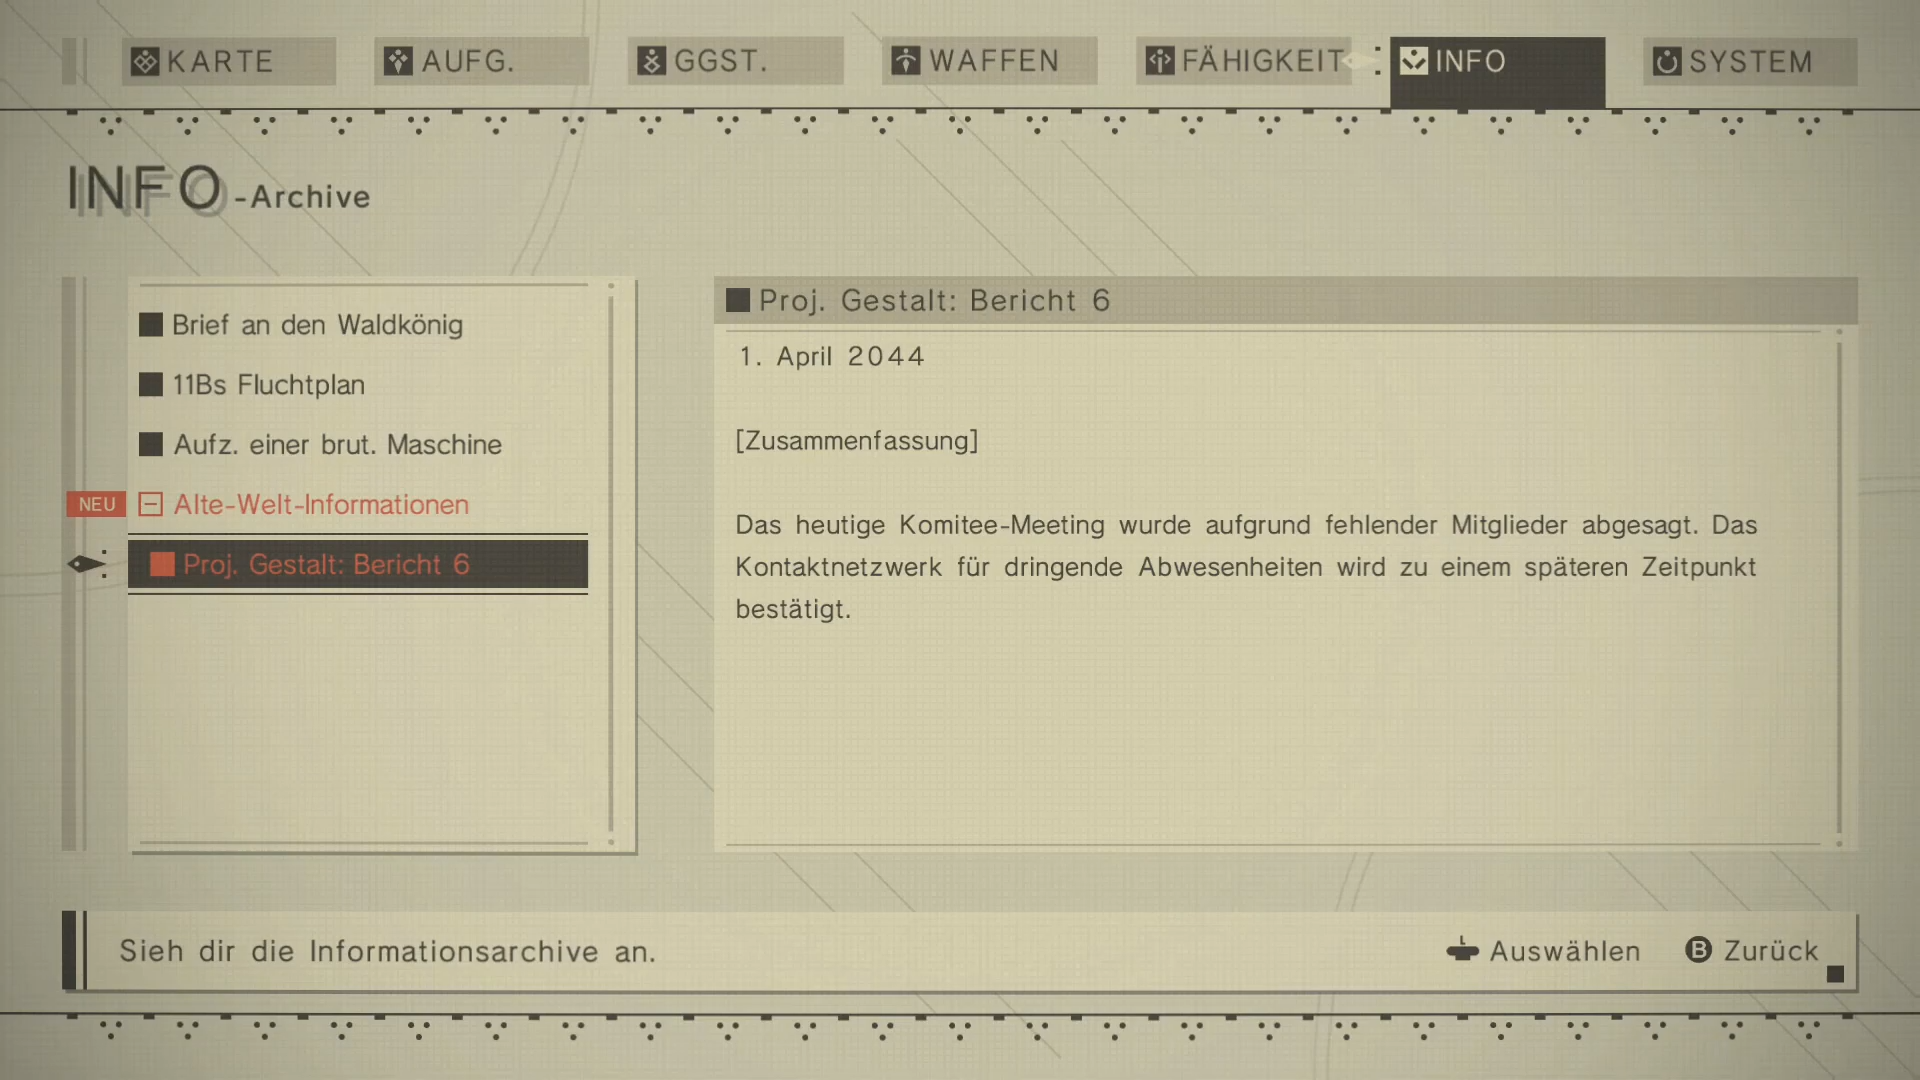 KARTE
AUFG.
GGST.
WAFFEN
FÄHIGKEIT
INFO
SYSTEM
INFO -Archive
Brief an den Waldkönig
11Bs Fluchtplan
Aufz. einer brut. Maschine
NEU Alte-Welt-Informationen
Proj. Gestalt: Bericht 6
Proj. Gestalt: Bericht 6
1. April 2044
[Zusammenfassung]
Das heutige Komitee-Meeting wurde aufgrund fehlender Mitglieder abgesagt. Das
Kontaktnetzwerk für dringende Abwesenheiten wird zu einem späteren Zeitpunkt
bestätigt.
Sieh dir die Informationsarchive an.
L Auswählen
B Zurück